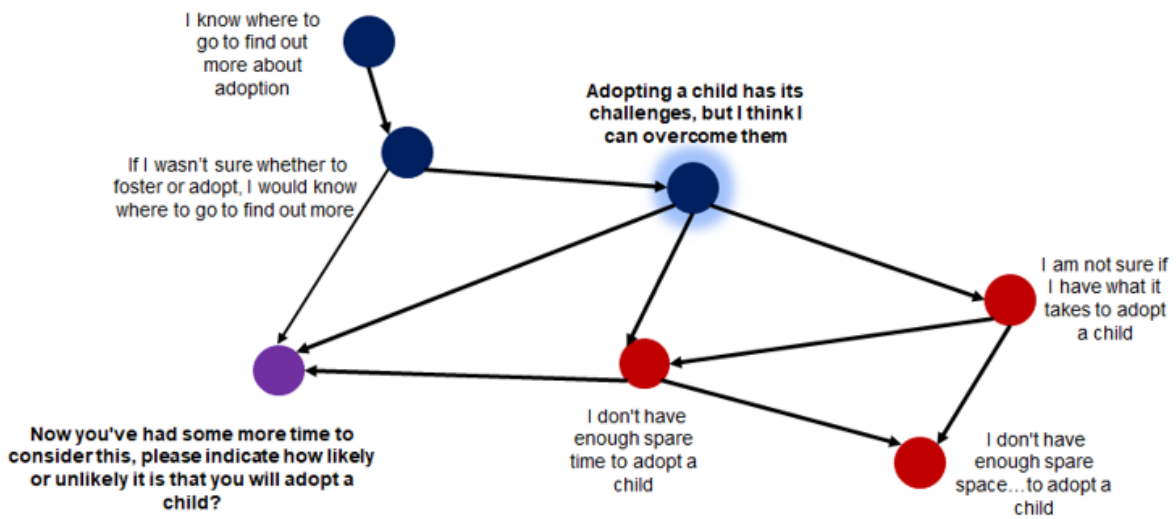 I know where to
go to find out
more about
adoption
Adopting a child has its
challenges, but I think I
can overcome them
If I wasn't sure whether to
foster or adopt, I would know
where to go to find out more
I am not sure if
I have what it
takes to adopt
a child
Now you've had some more time to
consider this, please indicate how likely
or unlikely it is that you will adopt a
child?
I don't have
enough spare
time to adopt a
child
I don't have
enough spare
space...to adopt a
child